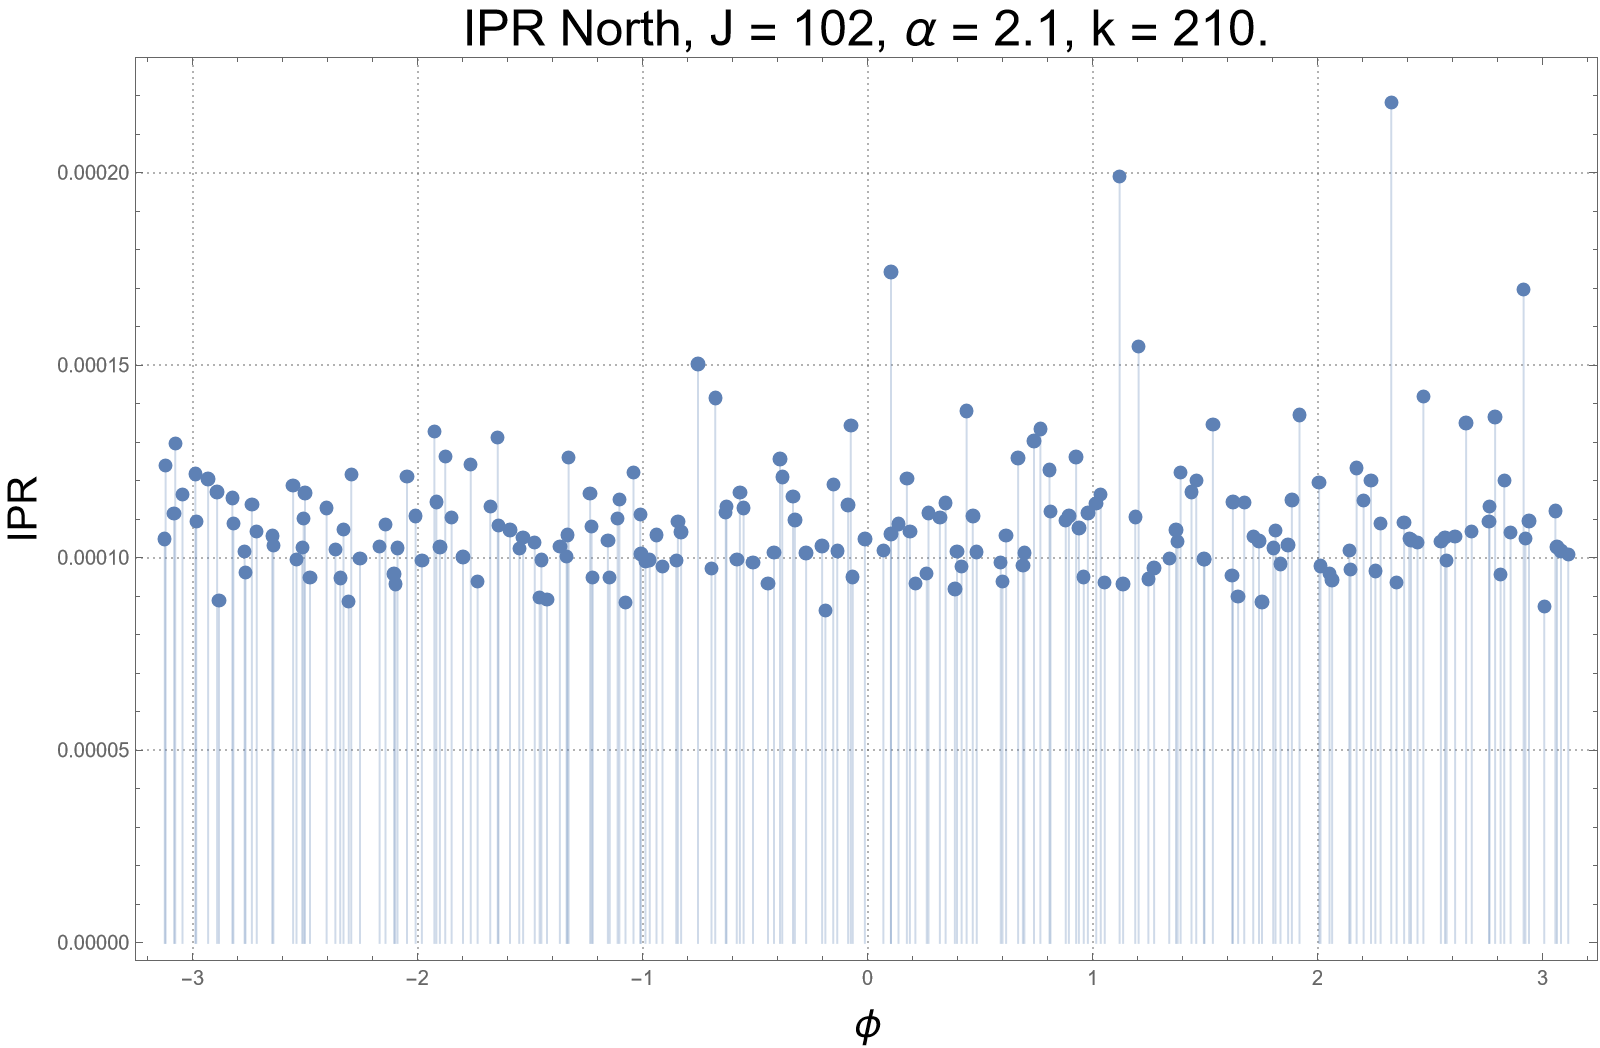 IPR North, J = 102, α = 2.1, k = 210.
0.00020
0.00015
IPR
0.00010
0.00005
0.00000
−3 −2 −1 0 1 2 3
ϕ